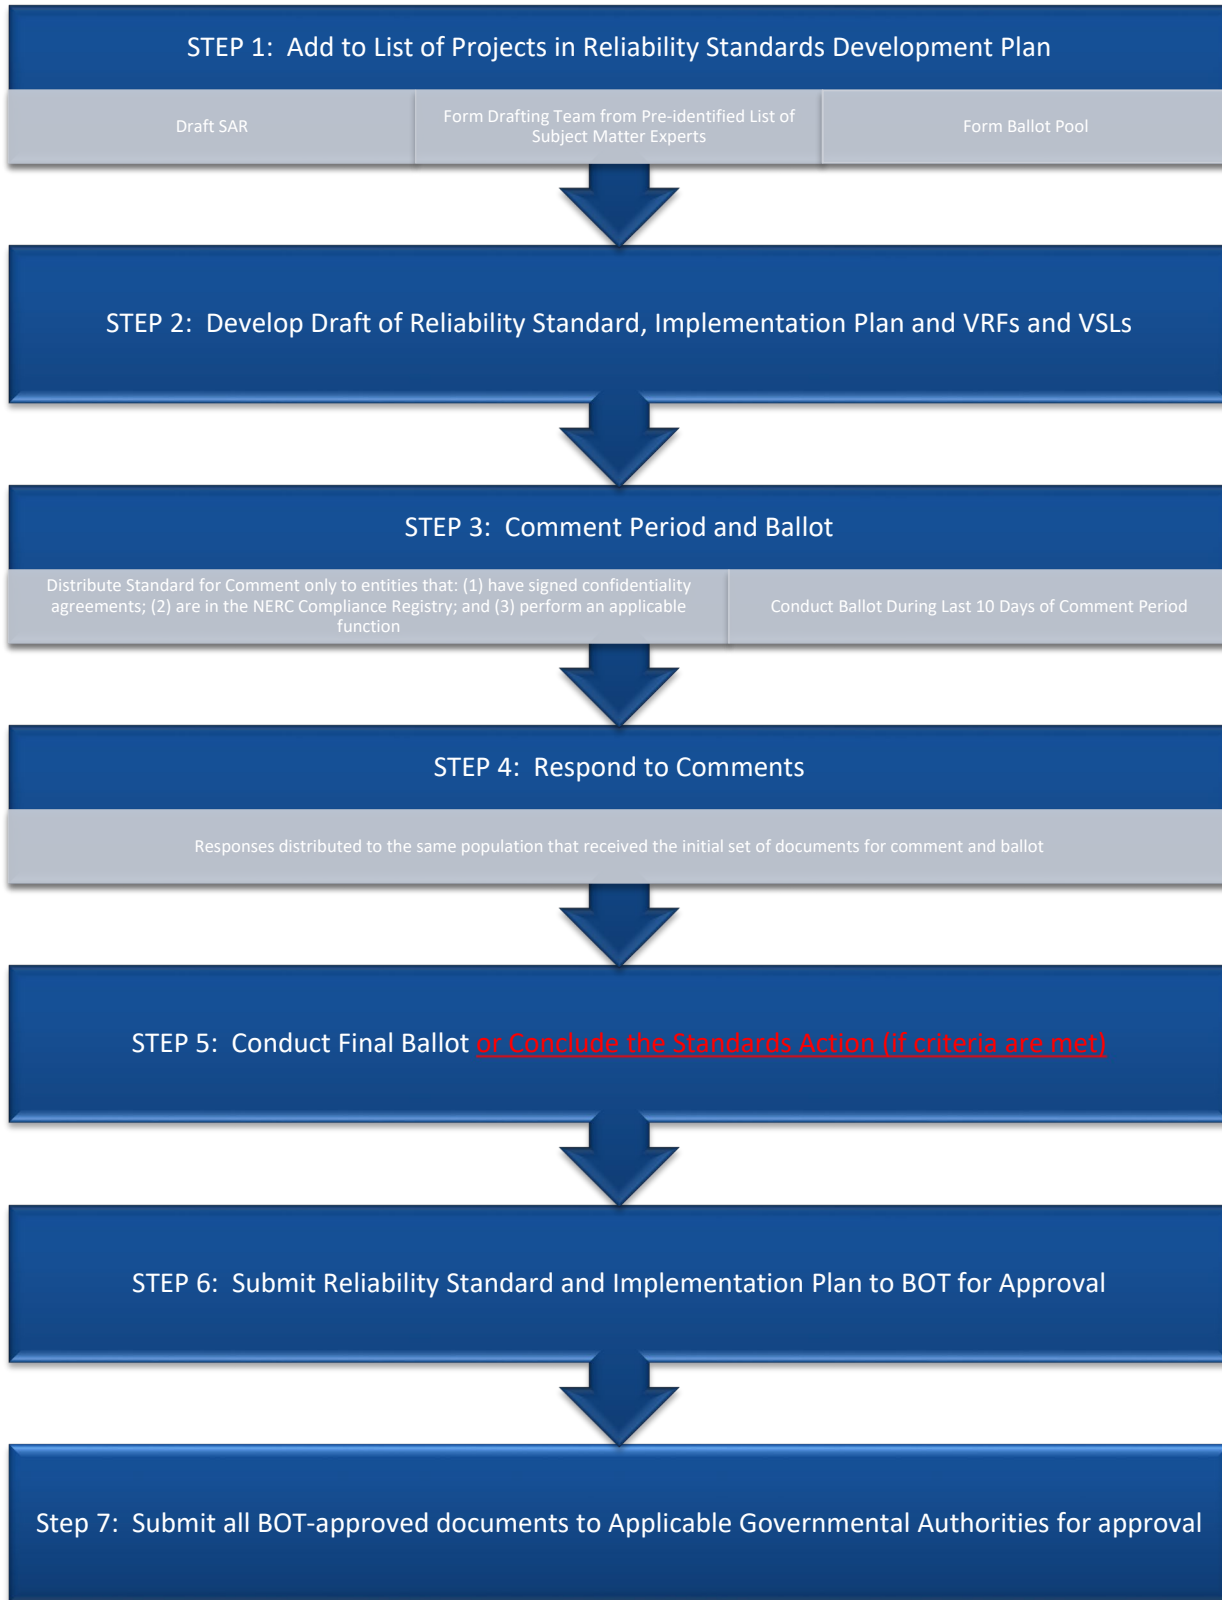 STEP 1: Add to List of Projects in Reliability Standards Development Plan
Draft SAR
Form Drafting Team from Pre-identified List of
Subject Matter Experts
Form Ballot Pool
STEP 2: Develop Draft of Reliability Standard, Implementation Plan and VRFs and VSLs
STEP 3: Comment Period and Ballot
Distribute Standard for Comment only to entities that: (1) have signed confidentiality
agreements; (2) are in the NERC Compliance Registry; and (3) perform an applicable
function
Conduct Ballot During Last 10 Days of Comment Period
STEP 4: Respond to Comments
Responses distributed to the same population that received the initial set of documents for comment and ballot
STEP 5: Conduct Final Ballot or Conclude the Standards Action (if criteria are met)
STEP 6: Submit Reliability Standard and Implementation Plan to BOT for Approval
Step 7: Submit all BOT-approved documents to Applicable Governmental Authorities for approval